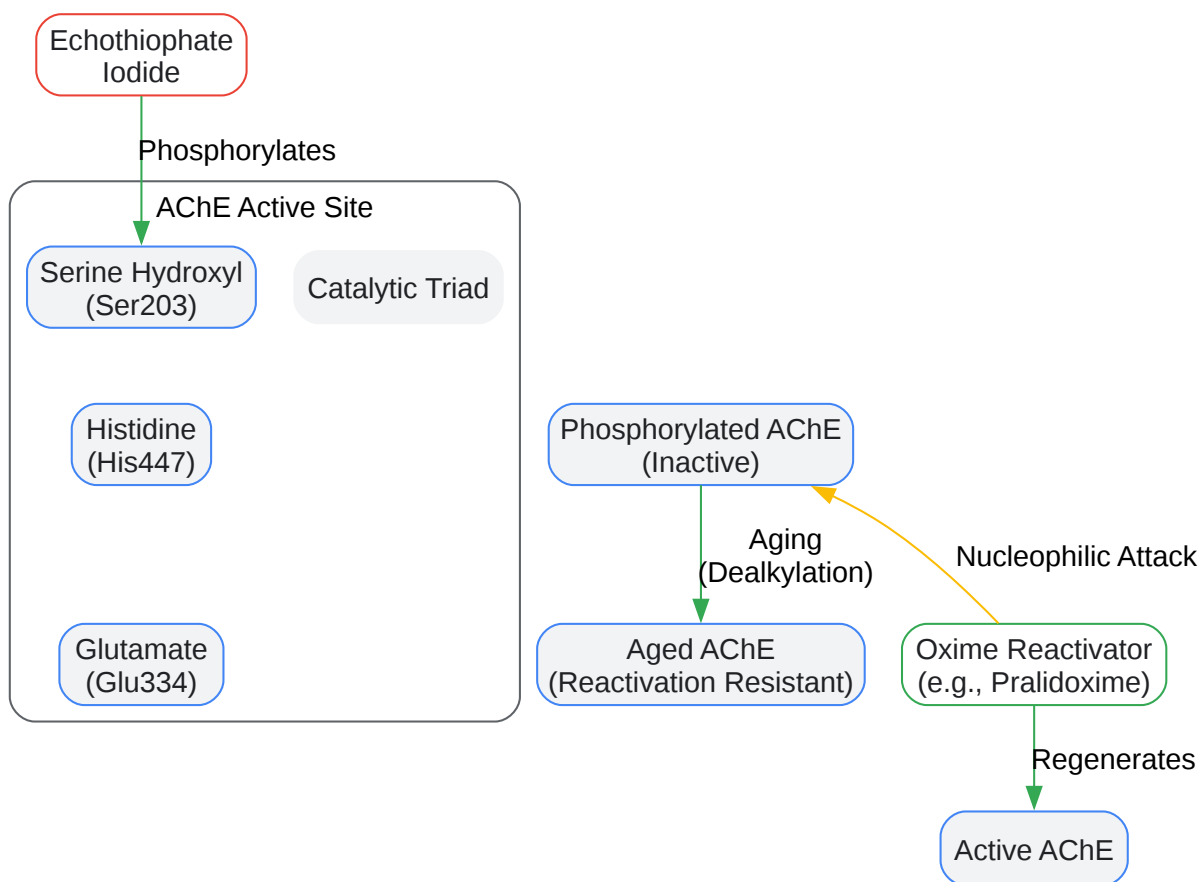 Echothiophate
Iodide
Phosphorylates
AChE Active Site
Serine Hydroxyl
(Ser203)
Catalytic Triad
Histidine
(His447)
Phosphorylated AChE
(Inactive)
Aging
(Dealkylation)
Nucleophilic Attack
Glutamate
(Glu334)
Aged AChE
(Reactivation Resistant)
Oxime Reactivator
(e.g., Pralidoxime)
Regenerates
Active AChE